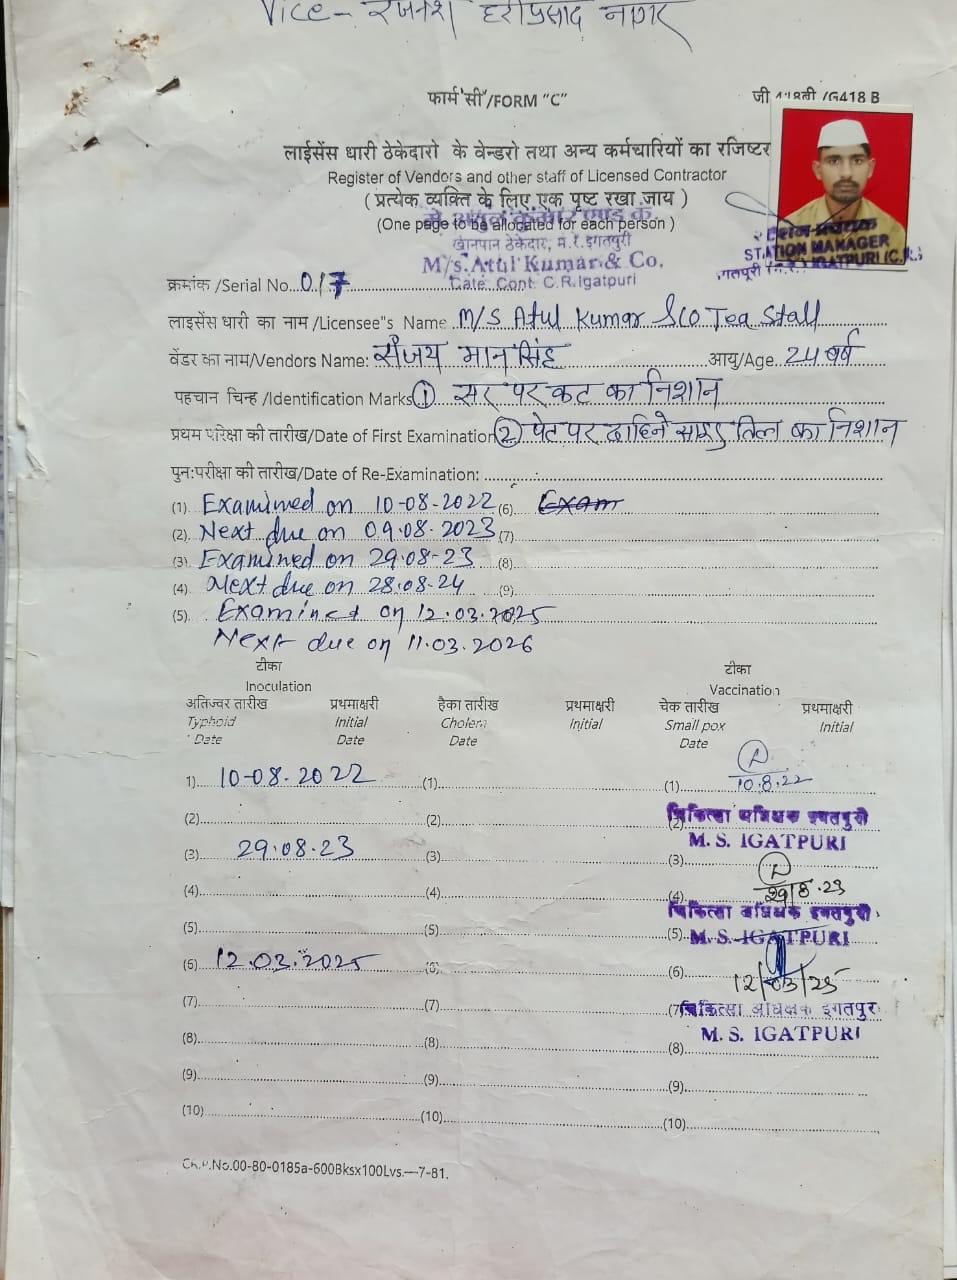 Vice - रजनेश हरीप्रसाद नागर
फार्म 'सी'/FORM "C"
जी /G418 B
लाईसेंस धारी ठेकेदारो के वेन्डरो तथा अन्य कर्मचारियों का रजिष्टर
Register of Vendors and other staff of Licensed Contractor
( प्रत्येक व्यक्ति के लिए एक पृष्ट रखा जाय )
(One page to be allocated for each person )
मे. अतुल कुमार एण्ड कं
खानपान ठेकेदार, म.रे. इगतपुरी
M/s. Atul Kumar & Co.
Cate. Cont. C.R. Igatpuri
STATION MANAGER
IGATPURI (C.R.)
क्रमांक /Serial No. 017
लाइसेंस धारी का नाम /Licensee"s Name M/S Atul Kumar &CO Tea Stall
वेंडर का नाम/Vendors Name: संजय मानसिंह आयु/Age. 24 वर्ष
पहचान चिन्ह /Identification Marks ① सर पर कट का निशान
प्रथम परिक्षा की तारीख/Date of First Examination ② पेट पर दाहिने साइड तिल का निशान
पुन:परीक्षा की तारीख/Date of Re-Examination:
(1) Examined on 10-08-2022 (6) Exam
(2) Next due on 09.08.2023 (7)
(3) Examined on 29.08-23 (8)
(4) Next due on 28.08.24 (9)
(5) Examined on 12.03.2025
Next due on 11.03.2026
टीका टीका
Inoculation Vaccination
अतिज्वर तारीख प्रथमाक्षरी हैका तारीख प्रथमाक्षरी चेक तारीख प्रथमाक्षरी
Typhoid Initial Cholera Initial Small pox Initial
Date Date Date Date
1) 10-08-2022 (1) (1) 10.8.22
(2) (2) (2) चिकित्सा अधिक्षक इगतपुरी
M. S. IGATPURI
(3) 29.08.23 (3) (3)
(4) (4) (4) 29/8.23
चिकित्सा अधिक्षक इगतपुरी
(5) (5) (5) M. S. IGATPURI
(6) 12.03.2025 (6) (6) 12/03/25
(7) (7) (7) चिकित्सा अधिक्षक इगतपुर
M. S. IGATPURI
(8) (8) (8)
(9) (9) (9)
(10) (10) (10)
Ch.P.No.00-80-0185a-600Bksx100Lvs.—7-81.